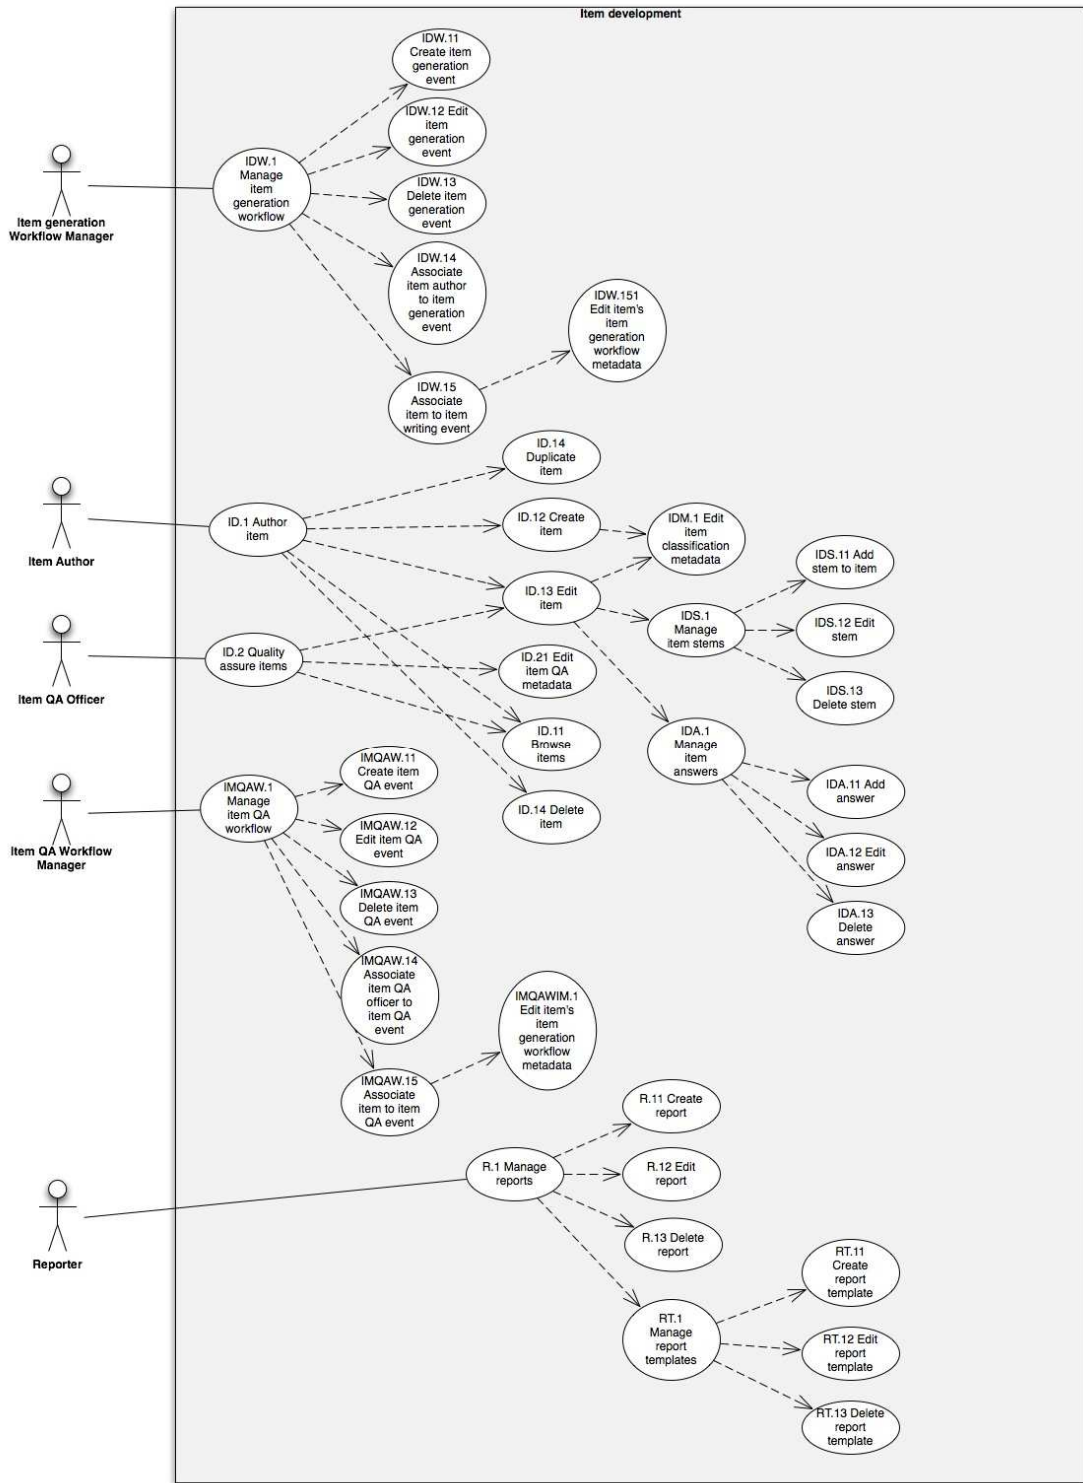 Item development
IDW.11
Create item
generation
event
IDW.12 Edit
item
generation
event
IDW.1
Manage
item
generation
workflow
IDW.13
Delete item
generation
event
Item generation
Workflow Manager
IDW.14
Associate
item author
to item
generation
event
IDW.151
Edit item's
item
generation
workflow
metadata
IDW.15
Associate
item to item
writing event
ID.14
Duplicate
item
ID.1 Author
item
ID.12 Create
item
IDM.1 Edit
item
classification
metadata
Item Author
IDS.11 Add
stem to item
ID.13 Edit
item
IDS.1
Manage
item stems
IDS.12 Edit
stem
ID.2 Quality
assure items
ID.21 Edit
item QA
metadata
Item QA Officer
IDS.13
Delete stem
ID.11
Browse
items
IDA.1
Manage
item
answers
IMQAW.11
Create item
QA event
IMQAW.1
Manage
item QA
workflow
IDA.11 Add
answer
ID.14 Delete
item
IMQAW.12
Edit item QA
event
Item QA Workflow
Manager
IDA.12 Edit
answer
IMQAW.13
Delete item
QA event
IDA.13
Delete
answer
IMQAW.14
Associate
item QA
officer to
item QA
event
IMQAWIM.1
Edit item's
item
generation
workflow
metadata
IMQAW.15
Associate
item to item
QA event
R.11 Create
report
R.1 Manage
reports
R.12 Edit
report
R.13 Delete
report
Reporter
RT.11
Create
report
template
RT.1
Manage
report
templates
RT.12 Edit
report
template
RT.13 Delete
report
template